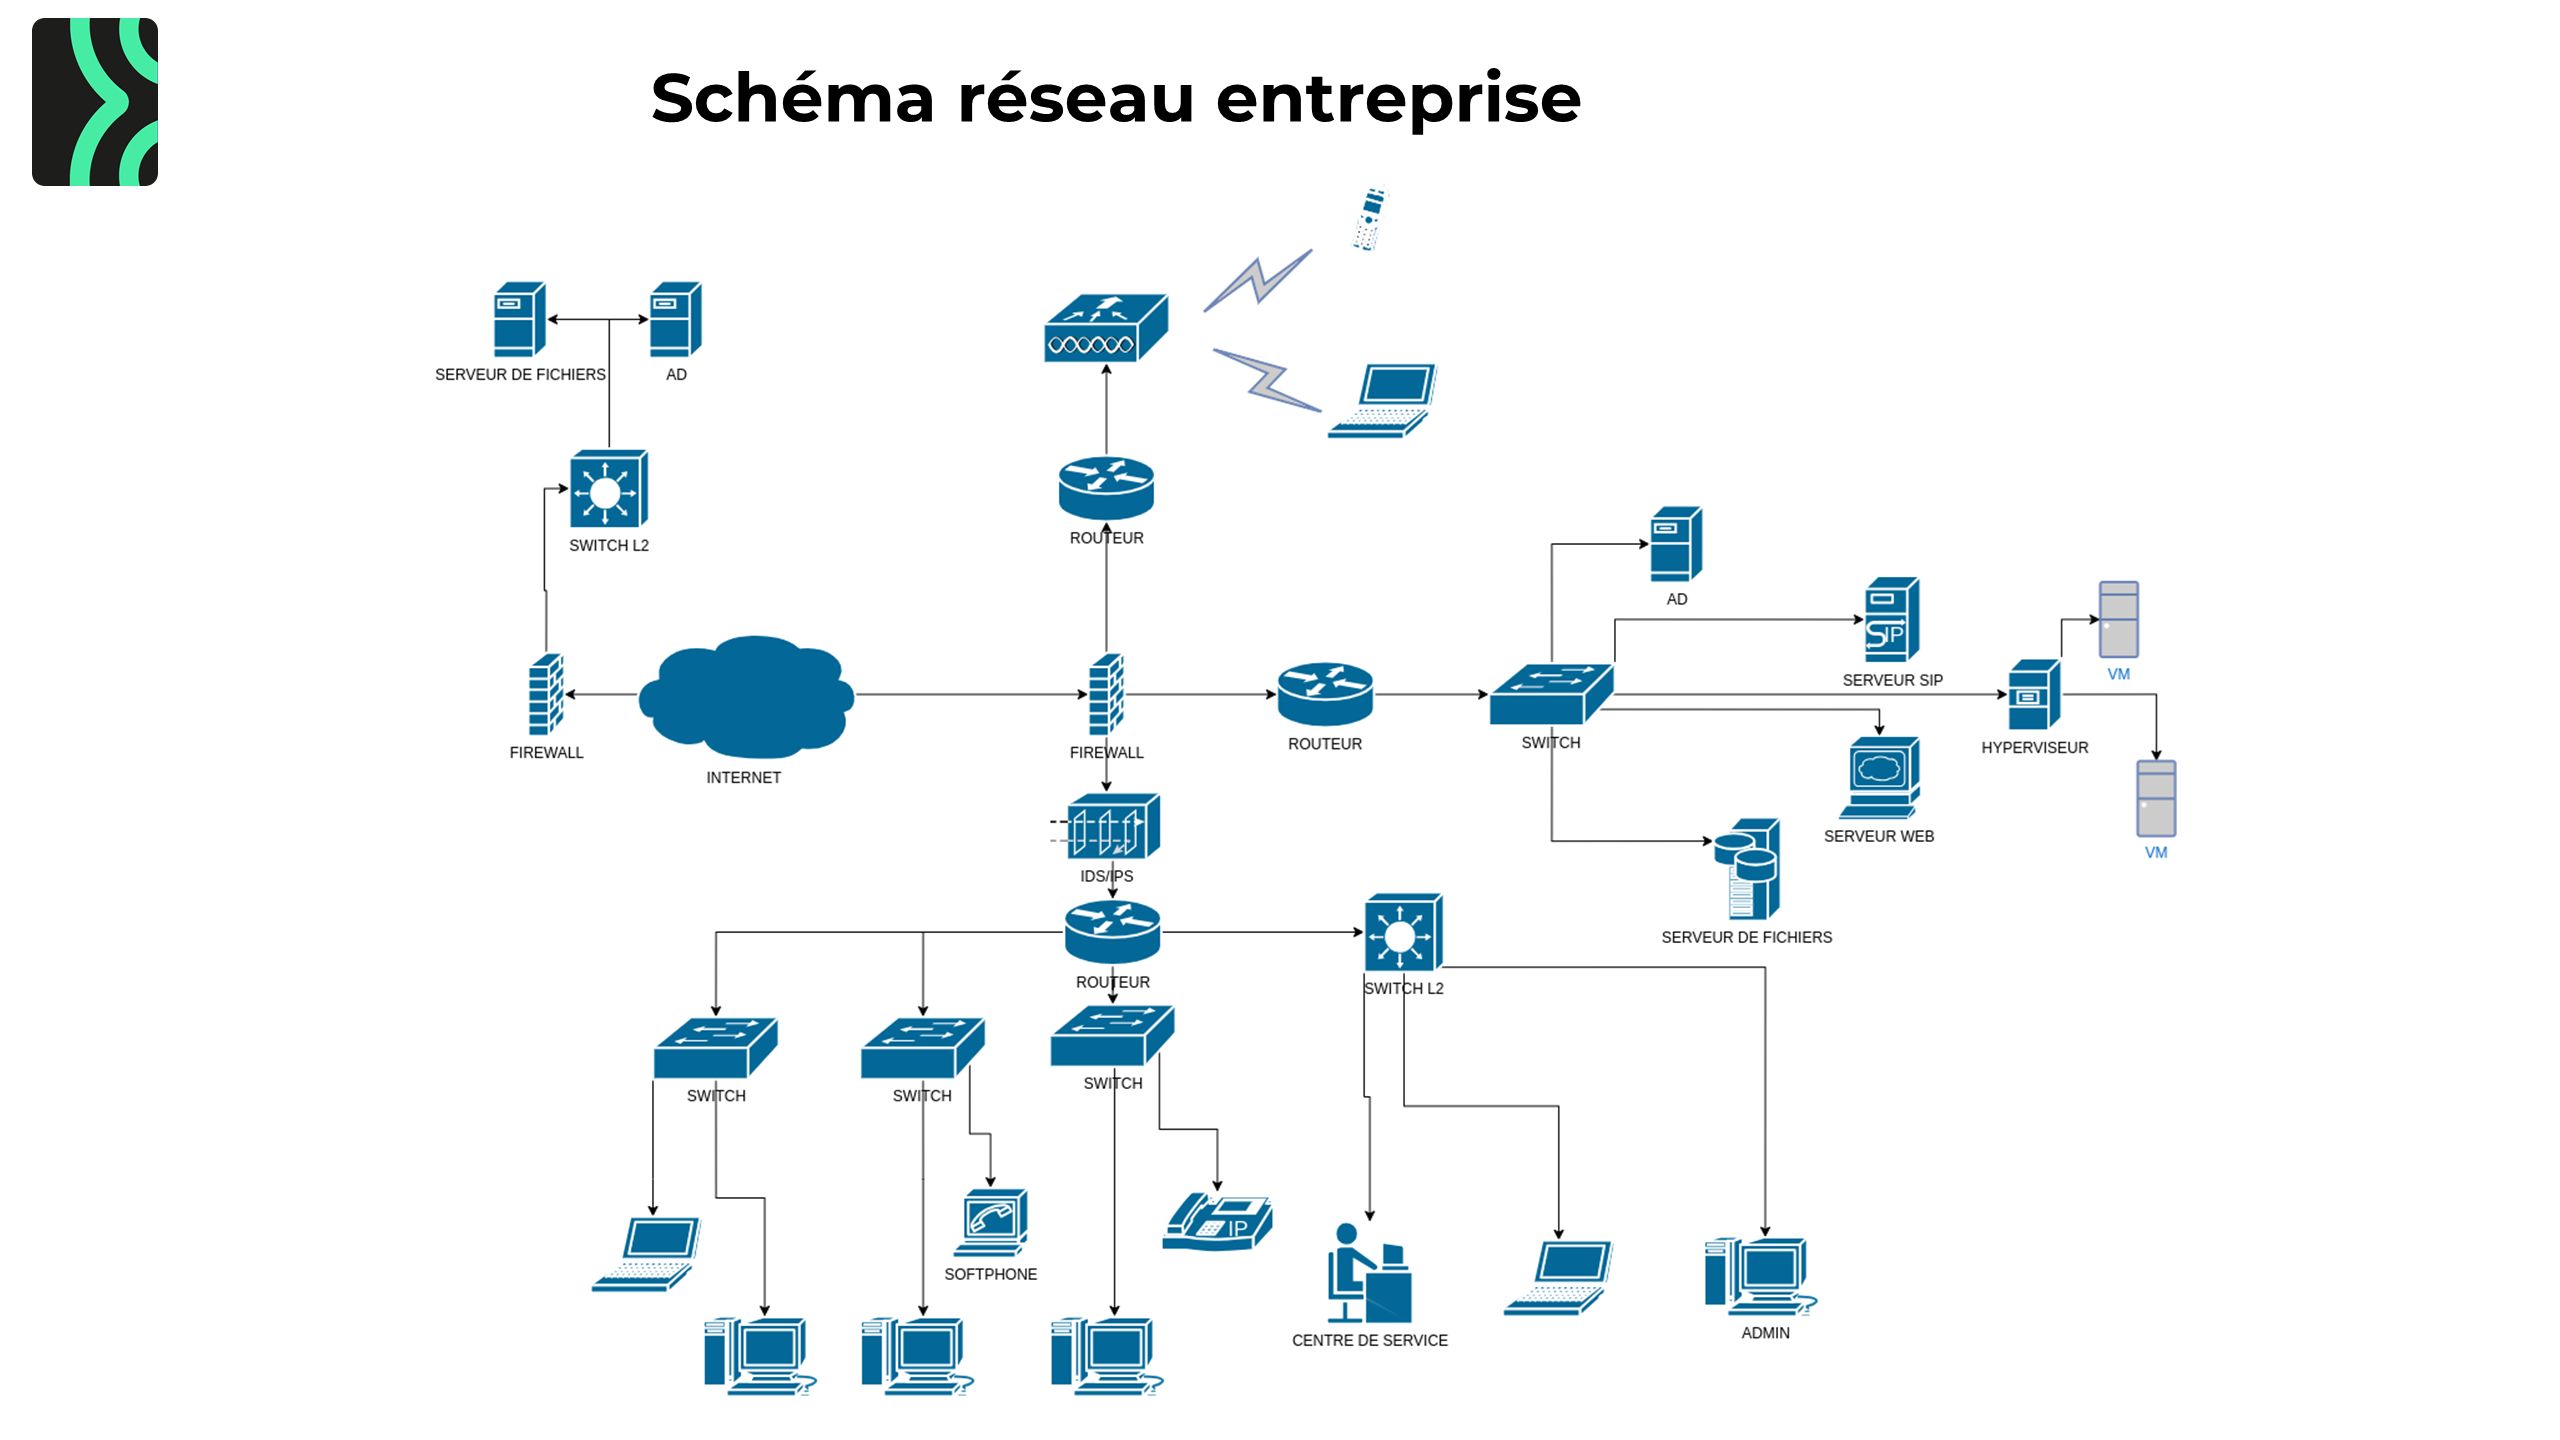 Schéma réseau entreprise
SERVEUR DE FICHIERS
AD
SWITCH L2
ROUTEUR
AD
SIP
SERVEUR SIP
VM
FIREWALL
INTERNET
FIREWALL
ROUTEUR
SWITCH
HYPERVISEUR
SERVEUR WEB
VM
IDS/IPS
SERVEUR DE FICHIERS
ROUTEUR
SWITCH L2
SWITCH
SWITCH
SWITCH
IP
SOFTPHONE
CENTRE DE SERVICE
ADMIN